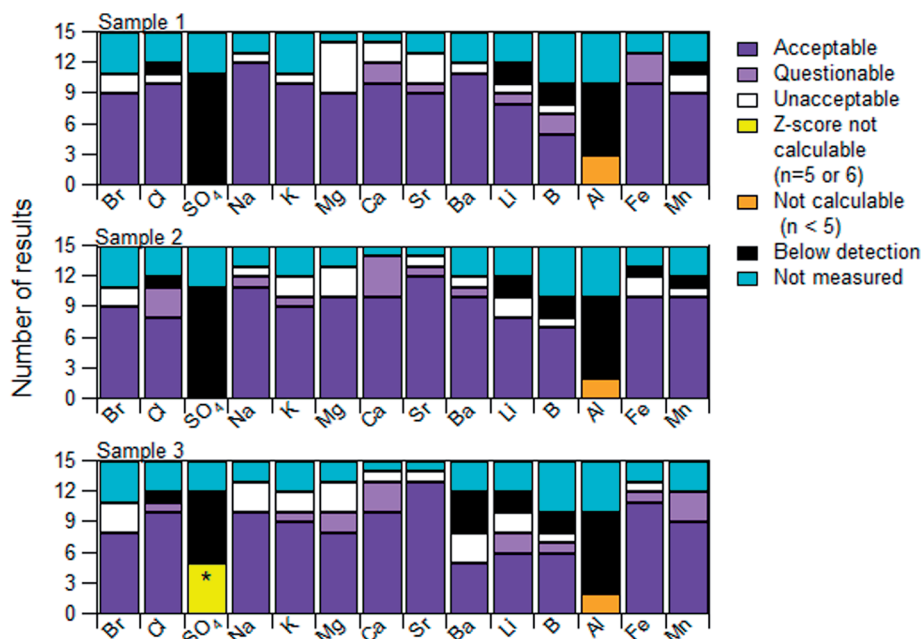 Sample 1
15
12
9
6
3
0
Br Cl SO4 Na K Mg Ca Sr Ba Li B Al Fe Mn
Sample 2
15
12
9
6
3
0
Br Cl SO4 Na K Mg Ca Sr Ba Li B Al Fe Mn
Sample 3
15
12
9
6
3
0
*
Br Cl SO4 Na K Mg Ca Sr Ba Li B Al Fe Mn
Number of results
Acceptable
Questionable
Unacceptable
Z-score not
calculable
(n=5 or 6)
Not calculable
(n < 5)
Below detection
Not measured